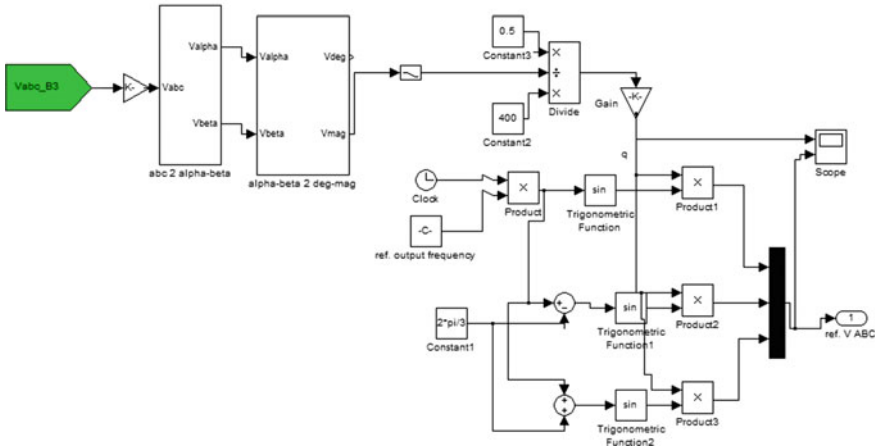 Vabc_B3
K-
Vabc
Valpha
Vbeta
abc 2 alpha-beta
Valpha
Vbeta
Vdeg
Vmag
alpha-beta 2 deg-mag
0.5
Constant3
400
Constant2
×
÷
×
Divide
-K-
Gain
q
Scope
Clock
×
Product
-C-
ref. output frequency
sin
Trigonometric
Function
×
Product1
2*pi/3
Constant1
+
−
sin
Trigonometric
Function1
×
Product2
+
+
sin
Trigonometric
Function2
×
Product3
1
ref. V ABC